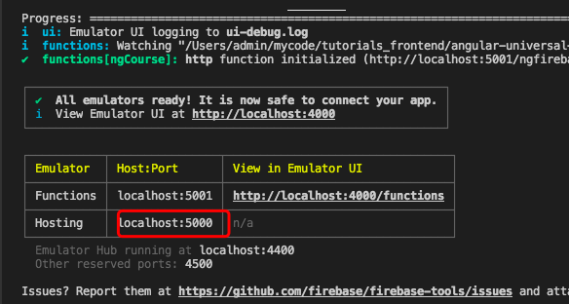 Progress: ==================================================
i  ui: Emulator UI logging to ui-debug.log
i  functions: Watching "/Users/admin/mycode/tutorials_frontend/angular-universal-
✔  functions[ngCourse]: http function initialized (http://localhost:5001/ngfireb
✔  All emulators ready! It is now safe to connect your app.
i  View Emulator UI at http://localhost:4000
Emulator Host:Port View in Emulator UI
Functions localhost:5001 http://localhost:4000/functions
Hosting localhost:5000 n/a
Emulator Hub running at localhost:4400
Other reserved ports: 4500
Issues? Report them at https://github.com/firebase/firebase-tools/issues and atta